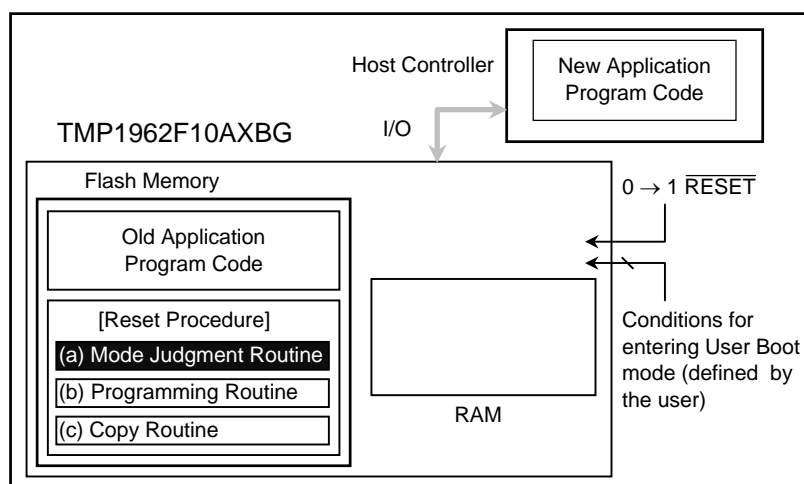 Host Controller
New Application
Program Code
I/O
TMP1962F10AXBG
Flash Memory
Old Application
Program Code
[Reset Procedure]
(a) Mode Judgment Routine
(b) Programming Routine
(c) Copy Routine
RAM
0 → 1 RESET
Conditions for
entering User Boot
mode (defined by
the user)